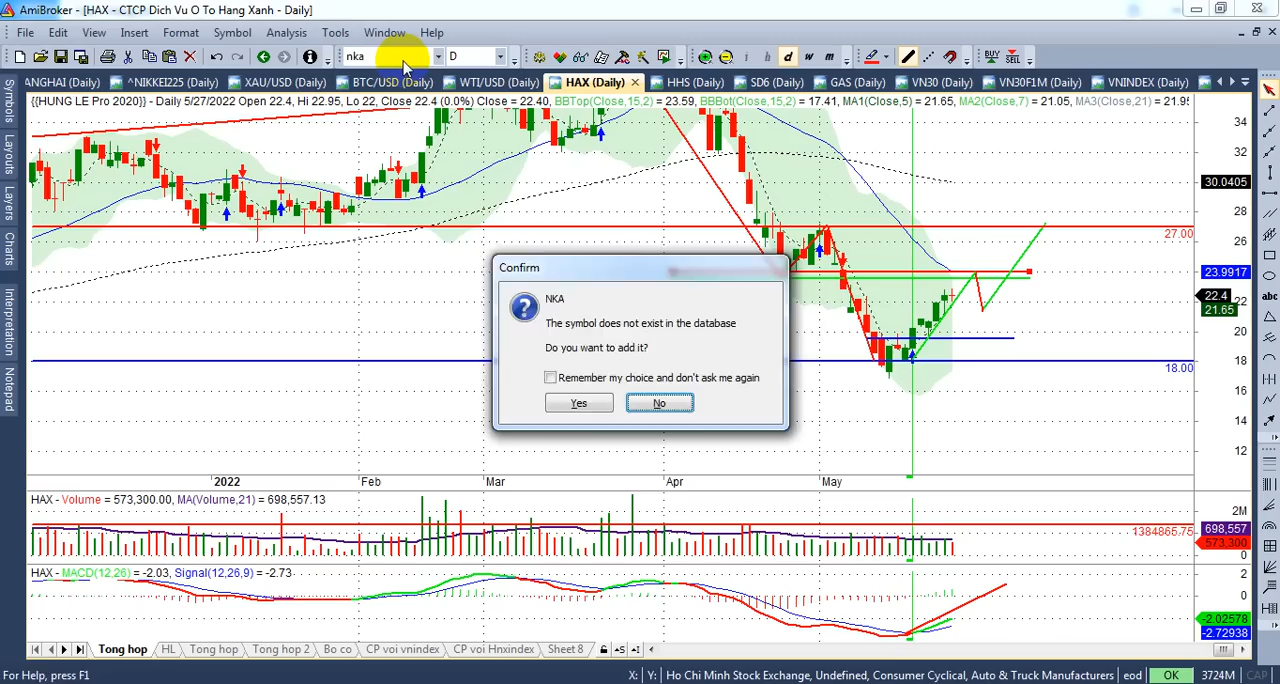 AmiBroker - [HAX - CTCP Dich Vu O To Hang Xanh - Daily]
File Edit View Insert Format Symbol Analysis Tools Window Help
nka D i d w m BUY SELL
ANGHAI (Daily) ^NIKKEI225 (Daily) XAU/USD (Daily) BTC/USD (Daily) WTI/USD (Daily) HAX (Daily) HHS (Daily) SD6 (Daily) GAS (Daily) VN30 (Daily) VN30F1M (Daily) VNINDEX (Daily)
{{HUNG LE Pro 2020}} - Daily 5/27/2022 Open 22.4, Hi 22.95, Lo 22, Close 22.4 (0.0%) Close = 22.40, BBTop(Close,15,2) = 23.59, BBBot(Close,15,2) = 17.41, MA1(Close,5) = 21.65, MA2(Close,7) = 21.05, MA3(Close,21) = 21.95
Symbols
Layouts
Layers
Charts
Interpretation
Notepad
34
32
30.0405
28
27.00
26
23.9917
22.4
22
21.65
20
18
18.00
16
14
12
abc
Confirm
NKA
The symbol does not exist in the database
Do you want to add it?
Remember my choice and don't ask me again
Yes No
2022 Feb Mar Apr May
HAX - Volume = 573,300.00, MA(Volume,21) = 698,557.13
2M
1384865.75
698,557
573,300
0
HAX - MACD(12,26) = -2.03, Signal(12,26,9) = -2.73
2
0
-2.02578
-2.72938
Tong hop HL Tong hop Tong hop 2 Bo co CP voi vnindex CP voi Hnxindex Sheet 8
For Help, press F1 X: Y: Ho Chi Minh Stock Exchange, Undefined, Consumer Cyclical, Auto & Truck Manufacturers eod OK 3724M CAP